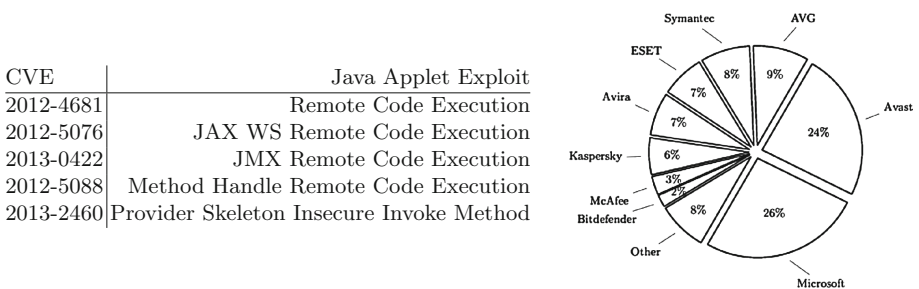 CVE Java Applet Exploit
2012-4681 Remote Code Execution
2012-5076 JAX WS Remote Code Execution
2013-0422 JMX Remote Code Execution
2012-5088 Method Handle Remote Code Execution
2013-2460 Provider Skeleton Insecure Invoke Method
Symantec
AVG
ESET
8%
9%
7%
Avira
7%
Avast
24%
Kaspersky
6%
3%
McAfee
2%
Bitdefender
8%
26%
Other
Microsoft